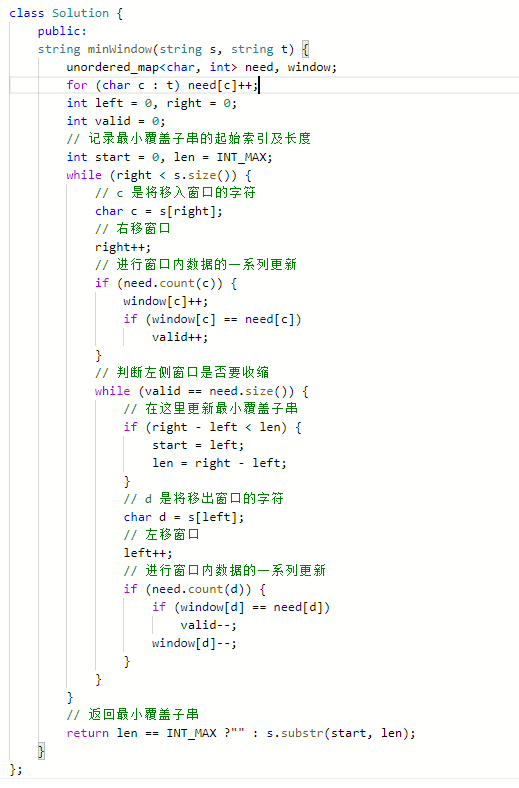 class Solution {
    public:
    string minWindow(string s, string t) {
        unordered_map<char, int> need, window;
        for (char c : t) need[c]++;
        int left = 0, right = 0;
        int valid = 0;
        // 记录最小覆盖子串的起始索引及长度
        int start = 0, len = INT_MAX;
        while (right < s.size()) {
            // c 是将移入窗口的字符
            char c = s[right];
            // 右移窗口
            right++;
            // 进行窗口内数据的一系列更新
            if (need.count(c)) {
                window[c]++;
                if (window[c] == need[c])
                    valid++;
            }
            // 判断左侧窗口是否要收缩
            while (valid == need.size()) {
                // 在这里更新最小覆盖子串
                if (right - left < len) {
                    start = left;
                    len = right - left;
                }
                // d 是将移出窗口的字符
                char d = s[left];
                // 左移窗口
                left++;
                // 进行窗口内数据的一系列更新
                if (need.count(d)) {
                    if (window[d] == need[d])
                        valid--;
                    window[d]--;
                }
            }
        }
        // 返回最小覆盖子串
        return len == INT_MAX ?"" : s.substr(start, len);
    }
};